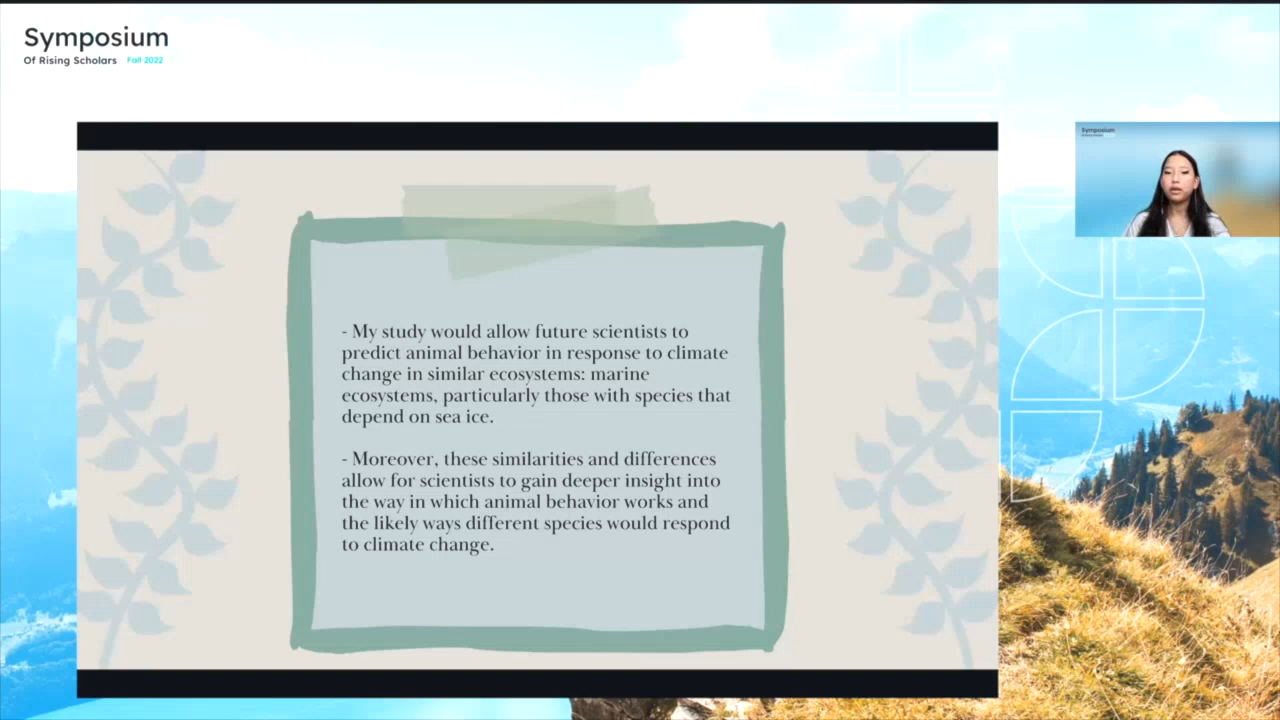 Symposium
Of Rising Scholars Fall 2022
Symposium
- My study would allow future scientists to
predict animal behavior in response to climate
change in similar ecosystems: marine
ecosystems, particularly those with species that
depend on sea ice.
- Moreover, these similarities and differences
allow for scientists to gain deeper insight into
the way in which animal behavior works and
the likely ways different species would respond
to climate change.